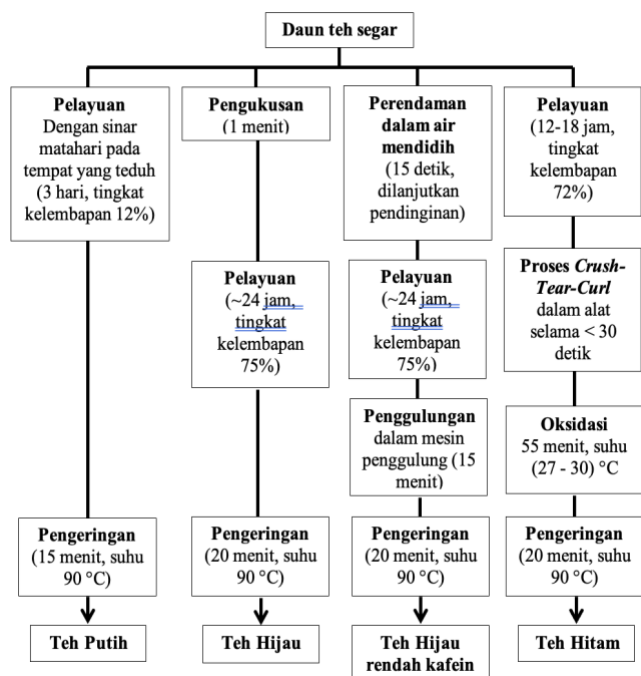 Daun teh segar
Pelayuan
Dengan sinar
matahari pada
tempat yang teduh
(3 hari, tingkat
kelembapan 12%)
Pengukusan
(1 menit)
Perendaman
dalam air
mendidih
(15 detik,
dilanjutkan
pendinginan)
Pelayuan
(12-18 jam,
tingkat
kelembapan
72%)
Pelayuan
(~24 jam,
tingkat
kelembapan
75%)
Pelayuan
(~24 jam,
tingkat
kelembapan
75%)
Proses Crush-
Tear-Curl
dalam alat
selama < 30
detik
Penggulungan
dalam mesin
penggulung (15
menit)
Oksidasi
55 menit, suhu
(27 - 30) °C
Pengeringan
(15 menit, suhu
90 °C)
Pengeringan
(20 menit, suhu
90 °C)
Pengeringan
(20 menit, suhu
90 °C)
Pengeringan
(20 menit, suhu
90 °C)
Teh Putih
Teh Hijau
Teh Hijau
rendah kafein
Teh Hitam